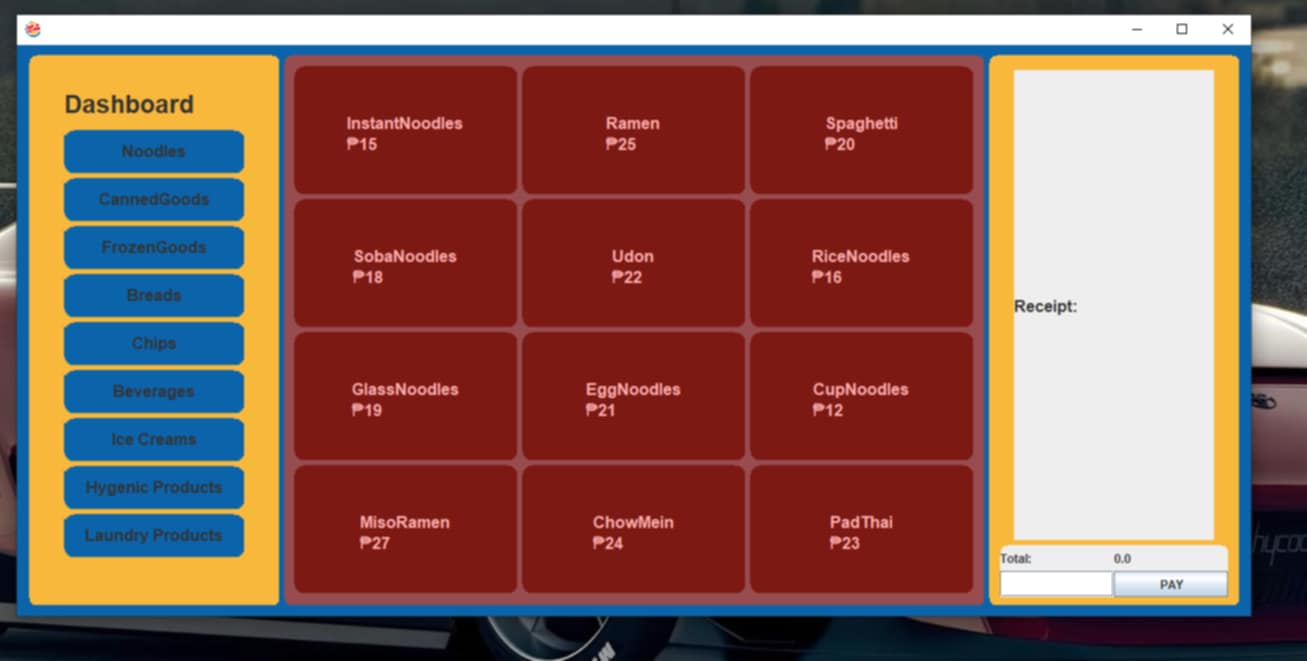 Dashboard
Noodles
CannedGoods
FrozenGoods
Breads
Chips
Beverages
Ice Creams
Hygenic Products
Laundry Products
InstantNoodles
₱15
Ramen
₱25
Spaghetti
₱20
SobaNoodles
₱18
Udon
₱22
RiceNoodles
₱16
GlassNoodles
₱19
EggNoodles
₱21
CupNoodles
₱12
MisoRamen
₱27
ChowMein
₱24
PadThai
₱23
Receipt:
Total: 0.0
PAY